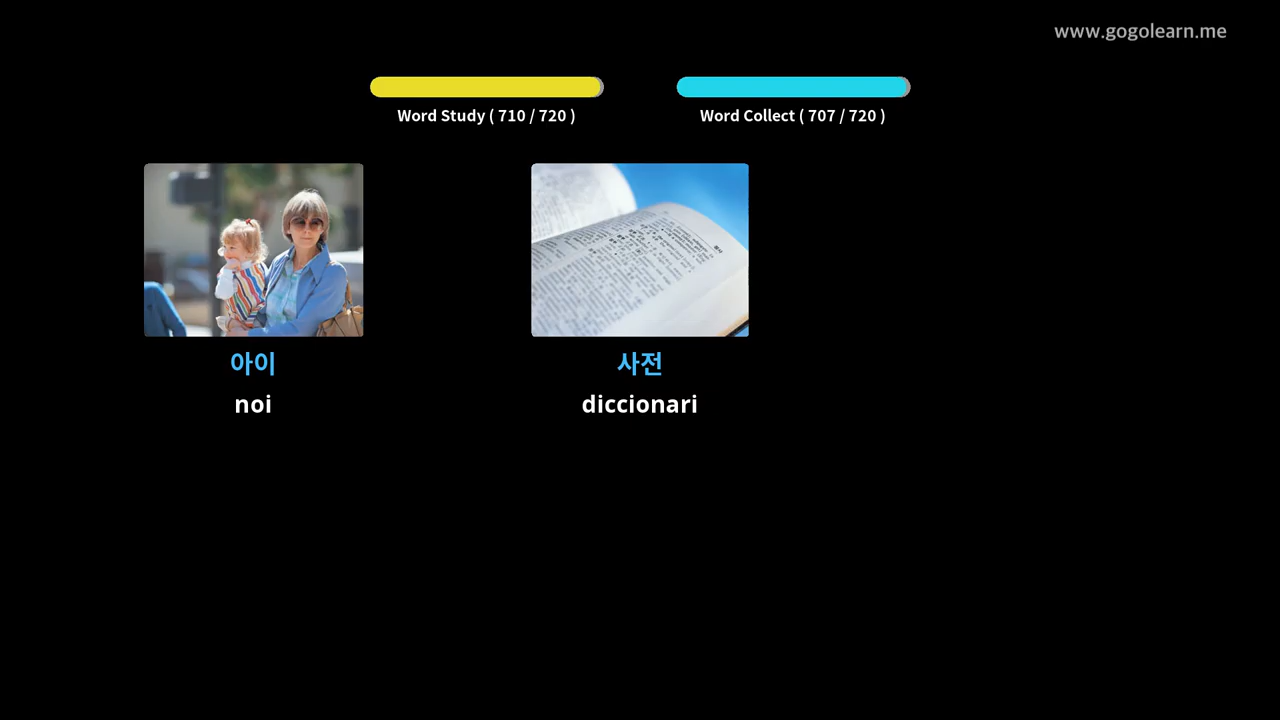 www.gogolearn.me
Word Study ( 710 / 720 )
Word Collect ( 707 / 720 )
아이
noi
사전
diccionari